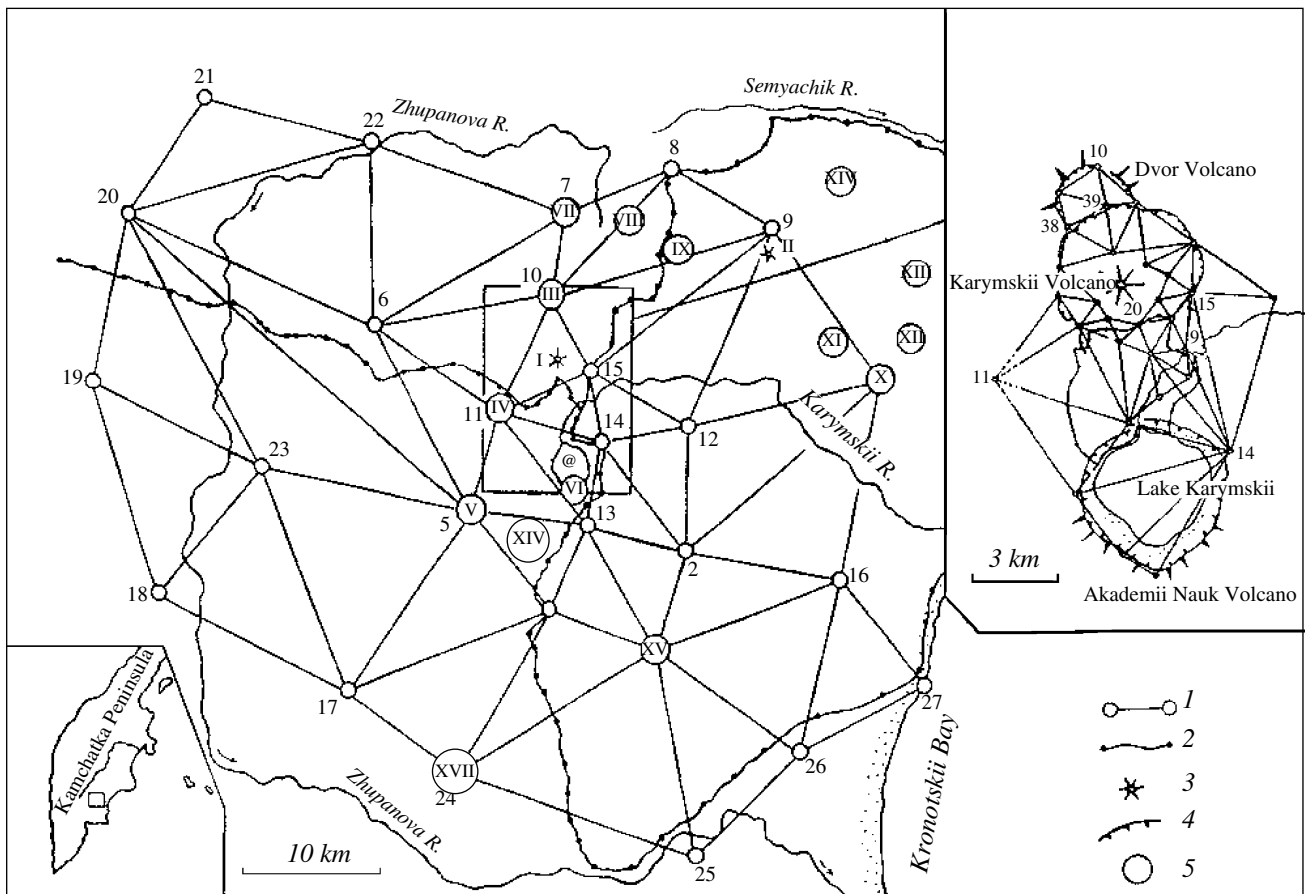 21
22
Zhupanova R.
Semyachik R.
8
20
7
VII
VIII
XIV
9
II
IX
10
III
XIII
6
I
15
XI
XII
X
19
11
IV
14
12
Karymskii R.
@
23
VI
V
5
13
XIV
2
16
18
XV
17
27
26
XVII
24
Zhupanova R.
10 km
25
Kronotskii Bay
Kamchatka Peninsula
10
Dvor Volcano
39
38
Karymskii Volcano
20
15
9
11
14
Lake Karymskii
3 km
Akademii Nauk Volcano
1
2
3
4
5